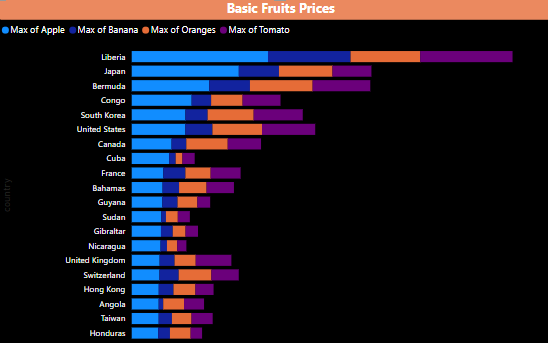 Basic Fruits Prices
Max of Apple Max of Banana Max of Oranges Max of Tomato
Liberia
Japan
Bermuda
Congo
South Korea
United States
Canada
Cuba
France
Bahamas
Guyana
Sudan
Gibraltar
Nicaragua
United Kingdom
Switzerland
Hong Kong
Angola
Taiwan
Honduras
country